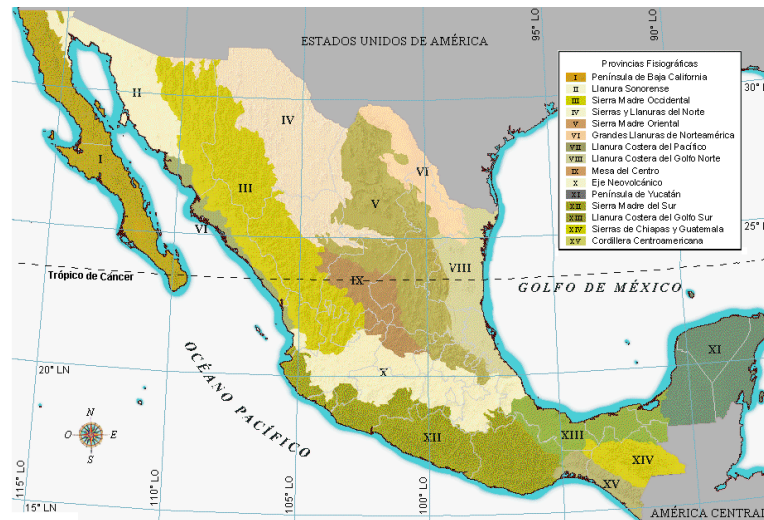 ESTADOS UNIDOS DE AMÉRICA
95° LO
90° LO
Provincias Fisiográficas
I Península de Baja California
II Llanura Sonorense
III Sierra Madre Occidental
IV Sierras y Llanuras del Norte
V Sierra Madre Oriental
VI Grandes Llanuras de Norteamérica
VII Llanura Costera del Pacífico
VIII Llanura Costera del Golfo Norte
IX Mesa del Centro
X Eje Neovolcánico
XI Península de Yucatán
XII Sierra Madre del Sur
XIII Llanura Costera del Golfo Sur
XIV Sierras de Chiapas y Guatemala
XV Cordillera Centroamericana
30° LN
II
IV
I
III
VI
V
VI
25° LN
VIII
Trópico de Cáncer
IX
GOLFO DE MÉXICO
OCÉANO PACÍFICO
20° LN
X
XI
N
O
E
S
XII
XIII
XIV
XV
115° LO
15° LN
110° LO
105° LO
100° LO
AMÉRICA CENTRAL